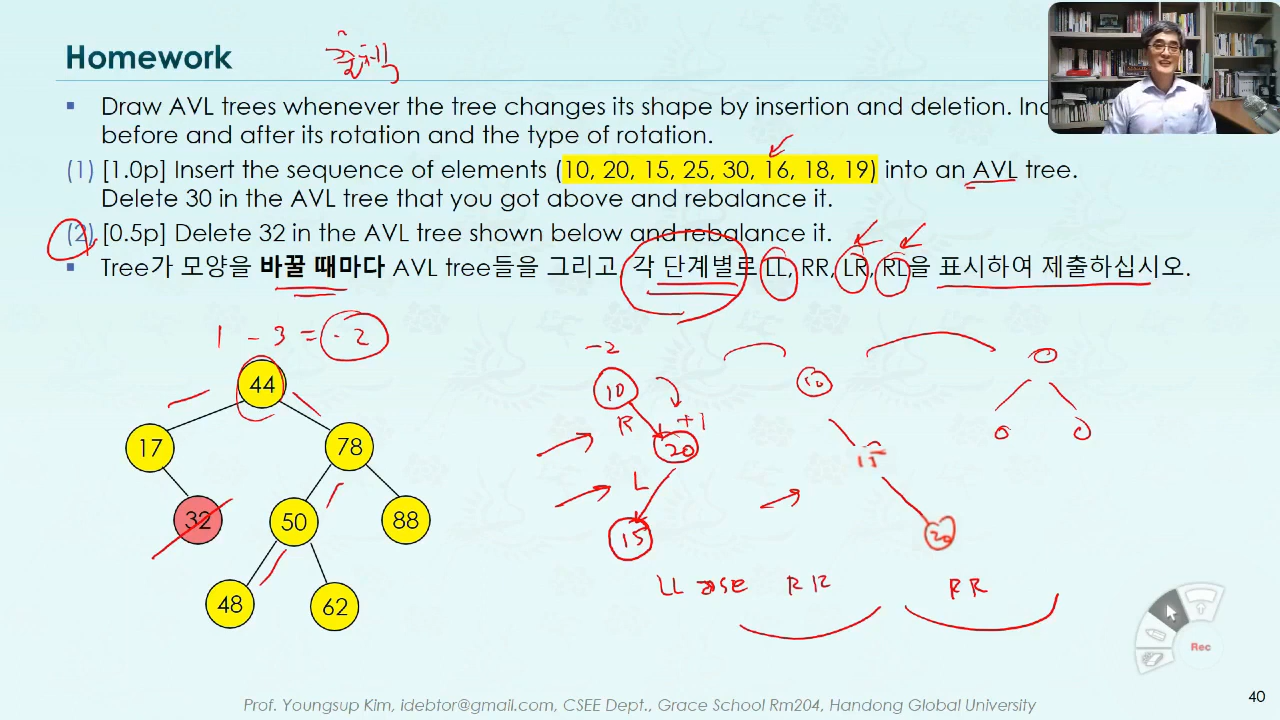 Homework
숙제
Draw AVL trees whenever the tree changes its shape by insertion and deletion.
before and after its rotation and the type of rotation.
(1) [1.0p] Insert the sequence of elements (10, 20, 15, 25, 30, 16, 18, 19) into an AVL tree.
Delete 30 in the AVL tree that you got above and rebalance it.
(2) [0.5p] Delete 32 in the AVL tree shown below and rebalance it.
Tree가 모양을 바꿀 때마다 AVL tree들을 그리고, 각 단계별로 LL, RR, LR, RL을 표시하여 제출하십시오.
1 - 3 = -2
44
17 78
32 50 88
48 62
-2
10
R +1
20
L
15
10
15
20
LL case RR
RR
Rec
Prof. Youngsup Kim, idebtor@gmail.com, CSEE Dept., Grace School Rm204, Handong Global University
40